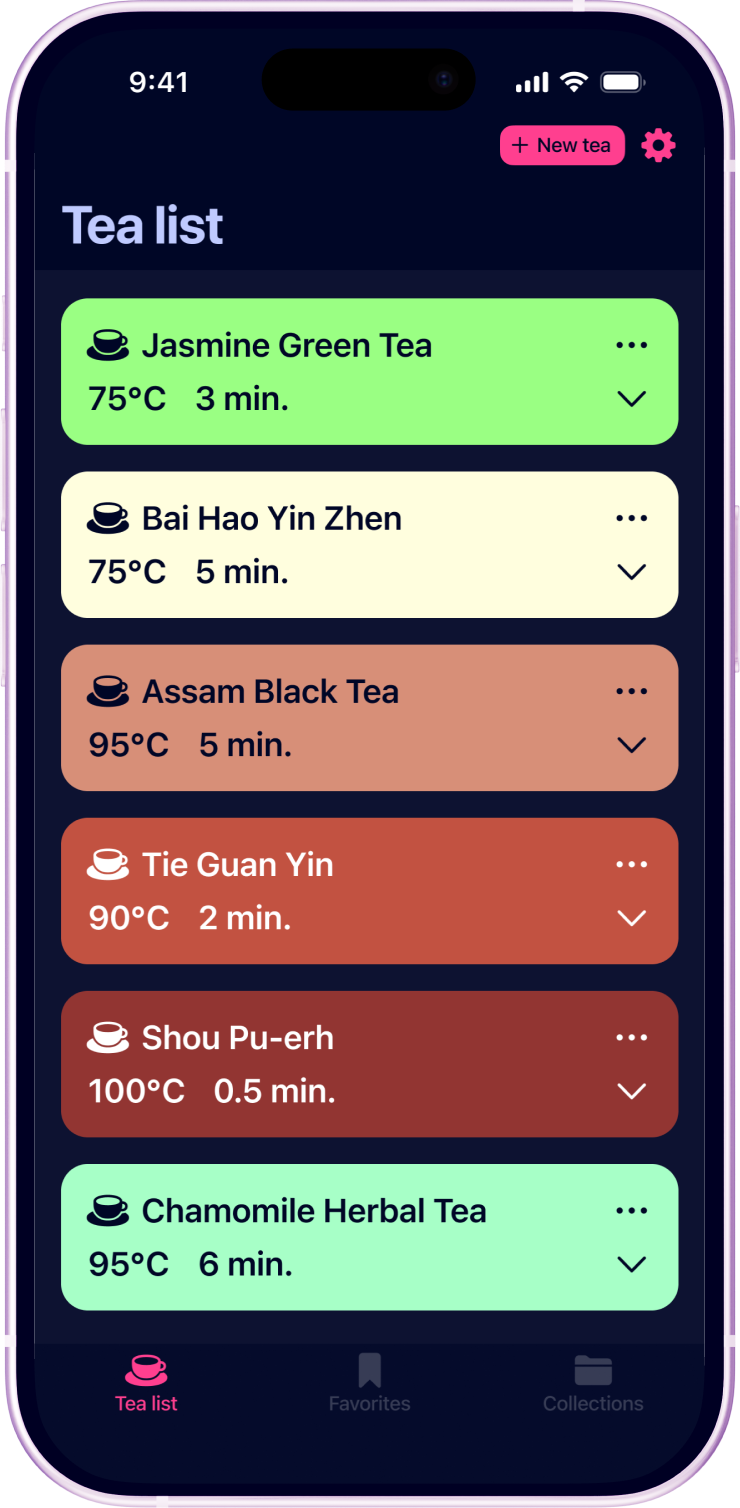 9:41
+ New tea
Tea list
Jasmine Green Tea
75°C 3 min.
Bai Hao Yin Zhen
75°C 5 min.
Assam Black Tea
95°C 5 min.
Tie Guan Yin
90°C 2 min.
Shou Pu-erh
100°C 0.5 min.
Chamomile Herbal Tea
95°C 6 min.
Tea list Favorites Collections